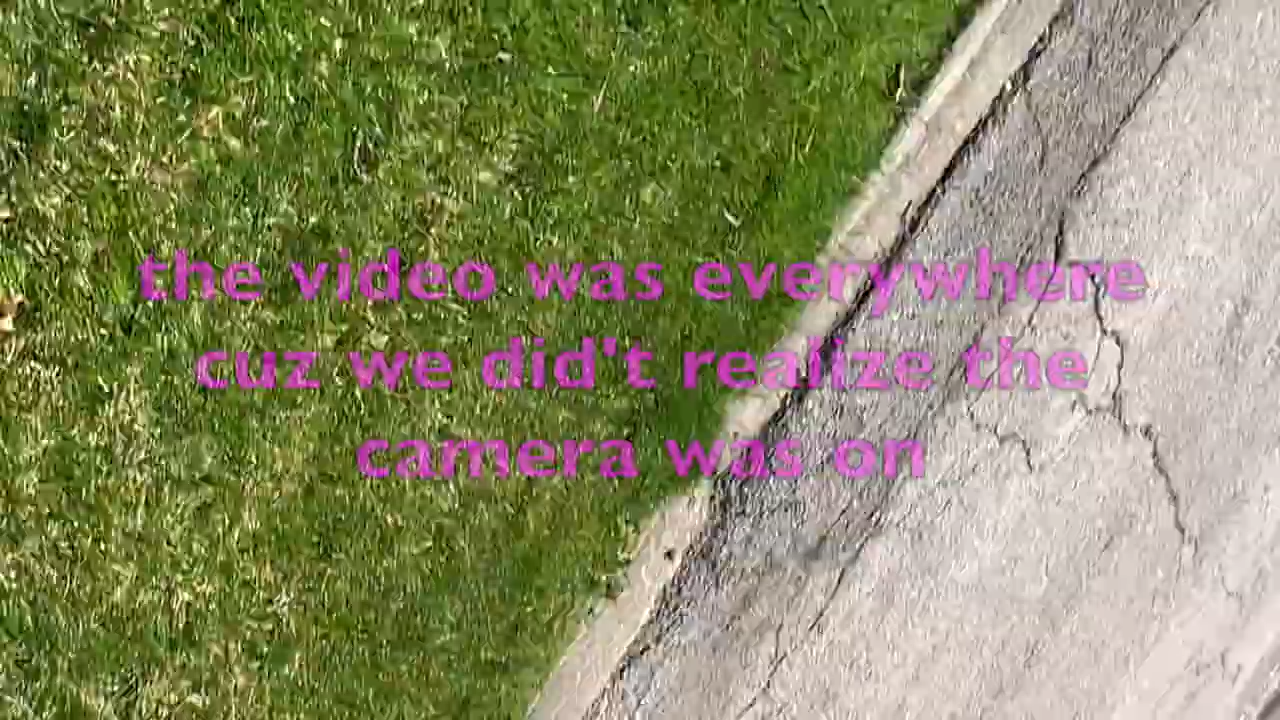 the video was everywhere
cuz we did't realize the
camera was on